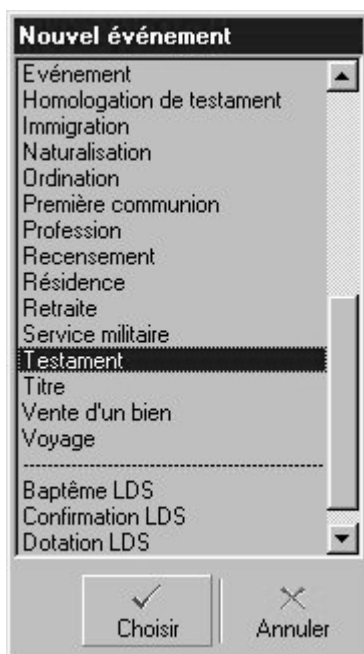 Nouvel événement
Evénement
Homologation de testament
Immigration
Naturalisation
Ordination
Première communion
Profession
Recensement
Résidence
Retraite
Service militaire
Testament
Titre
Vente d'un bien
Voyage
Baptême LDS
Confirmation LDS
Dotation LDS
Choisir
Annuler